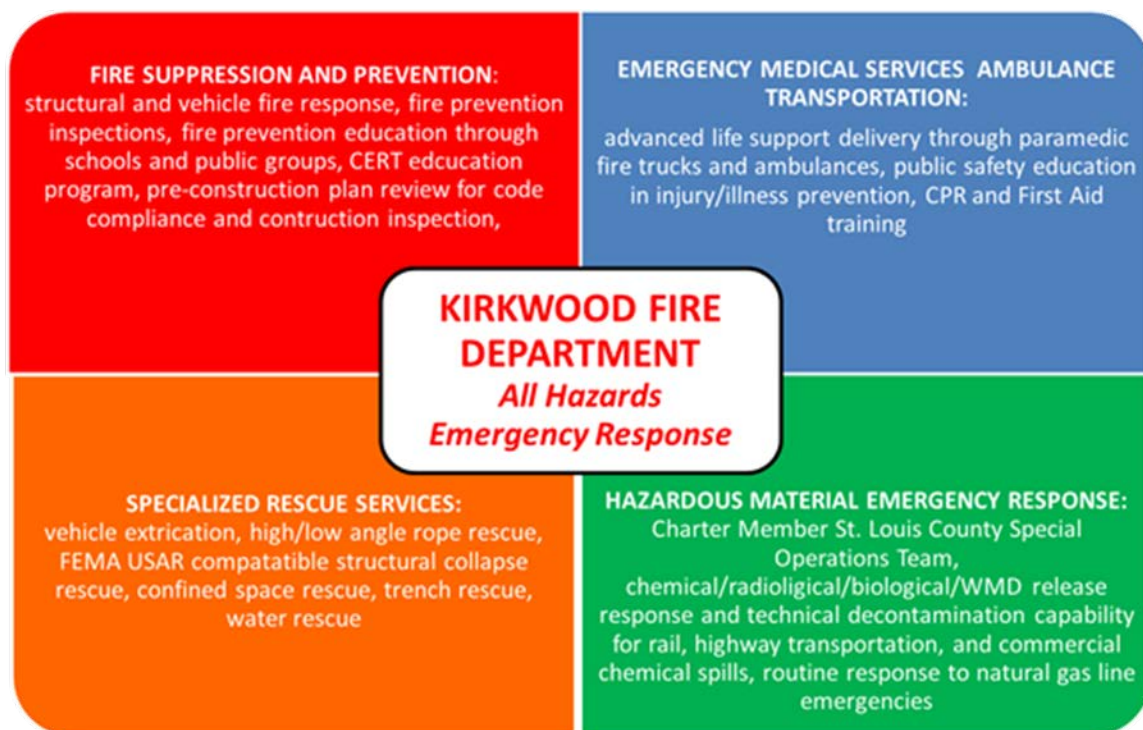 FIRE SUPPRESSION AND PREVENTION:
structural and vehicle fire response, fire prevention
inspections, fire prevention education through
schools and public groups, CERT edcucation
program, pre-construction plan review for code
compliance and contruction inspection,
EMERGENCY MEDICAL SERVICES AMBULANCE
TRANSPORTATION:
advanced life support delivery through paramedic
fire trucks and ambulances, public safety education
in injury/illness prevention, CPR and First Aid
training
KIRKWOOD FIRE
DEPARTMENT
All Hazards
Emergency Response
SPECIALIZED RESCUE SERVICES:
vehicle extrication, high/low angle rope rescue,
FEMA USAR compatatible structural collapse
rescue, confined space rescue, trench rescue,
water rescue
HAZARDOUS MATERIAL EMERGENCY RESPONSE:
Charter Member St. Louis County Special
Operations Team,
chemical/radioligical/biological/WMD release
response and technical decontamination capability
for rail, highway transportation, and commercial
chemical spills, routine response to natural gas line
emergencies